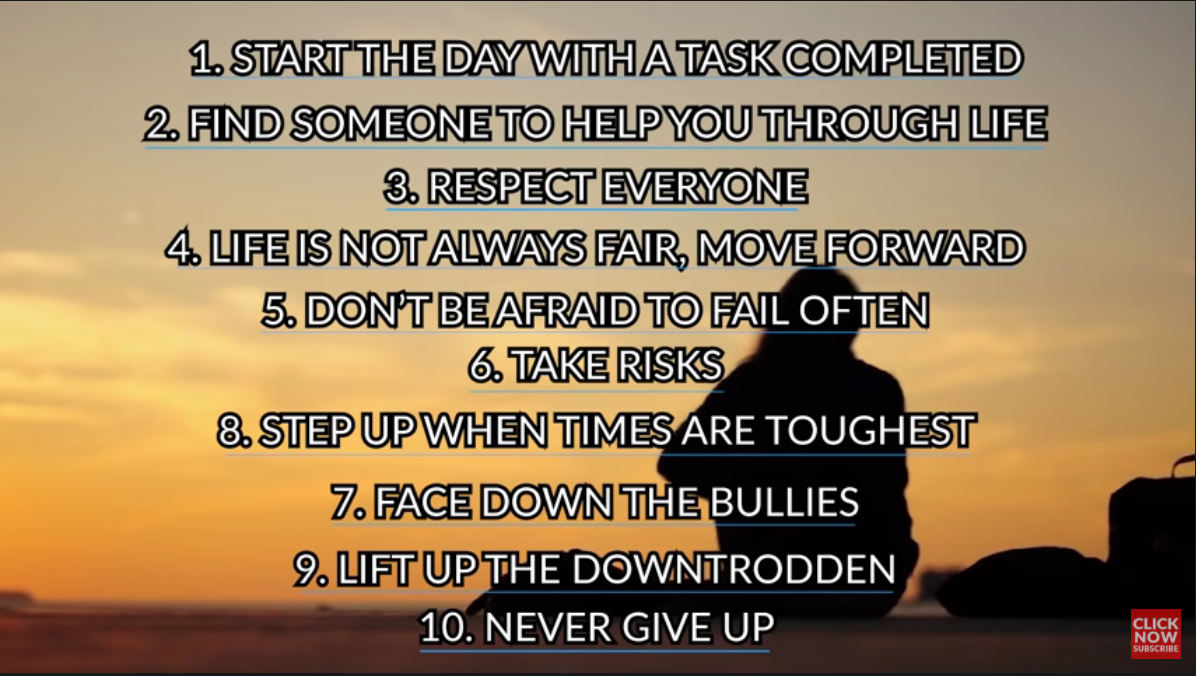 1. START THE DAY WITH A TASK COMPLETED
2. FIND SOMEONE TO HELP YOU THROUGH LIFE
3. RESPECT EVERYONE
4. LIFE IS NOT ALWAYS FAIR, MOVE FORWARD
5. DON'T BE AFRAID TO FAIL OFTEN
6. TAKE RISKS
8. STEP UP WHEN TIMES ARE TOUGHEST
7. FACE DOWN THE BULLIES
9. LIFT UP THE DOWNTRODDEN
10. NEVER GIVE UP
CLICK
NOW
SUBSCRIBE